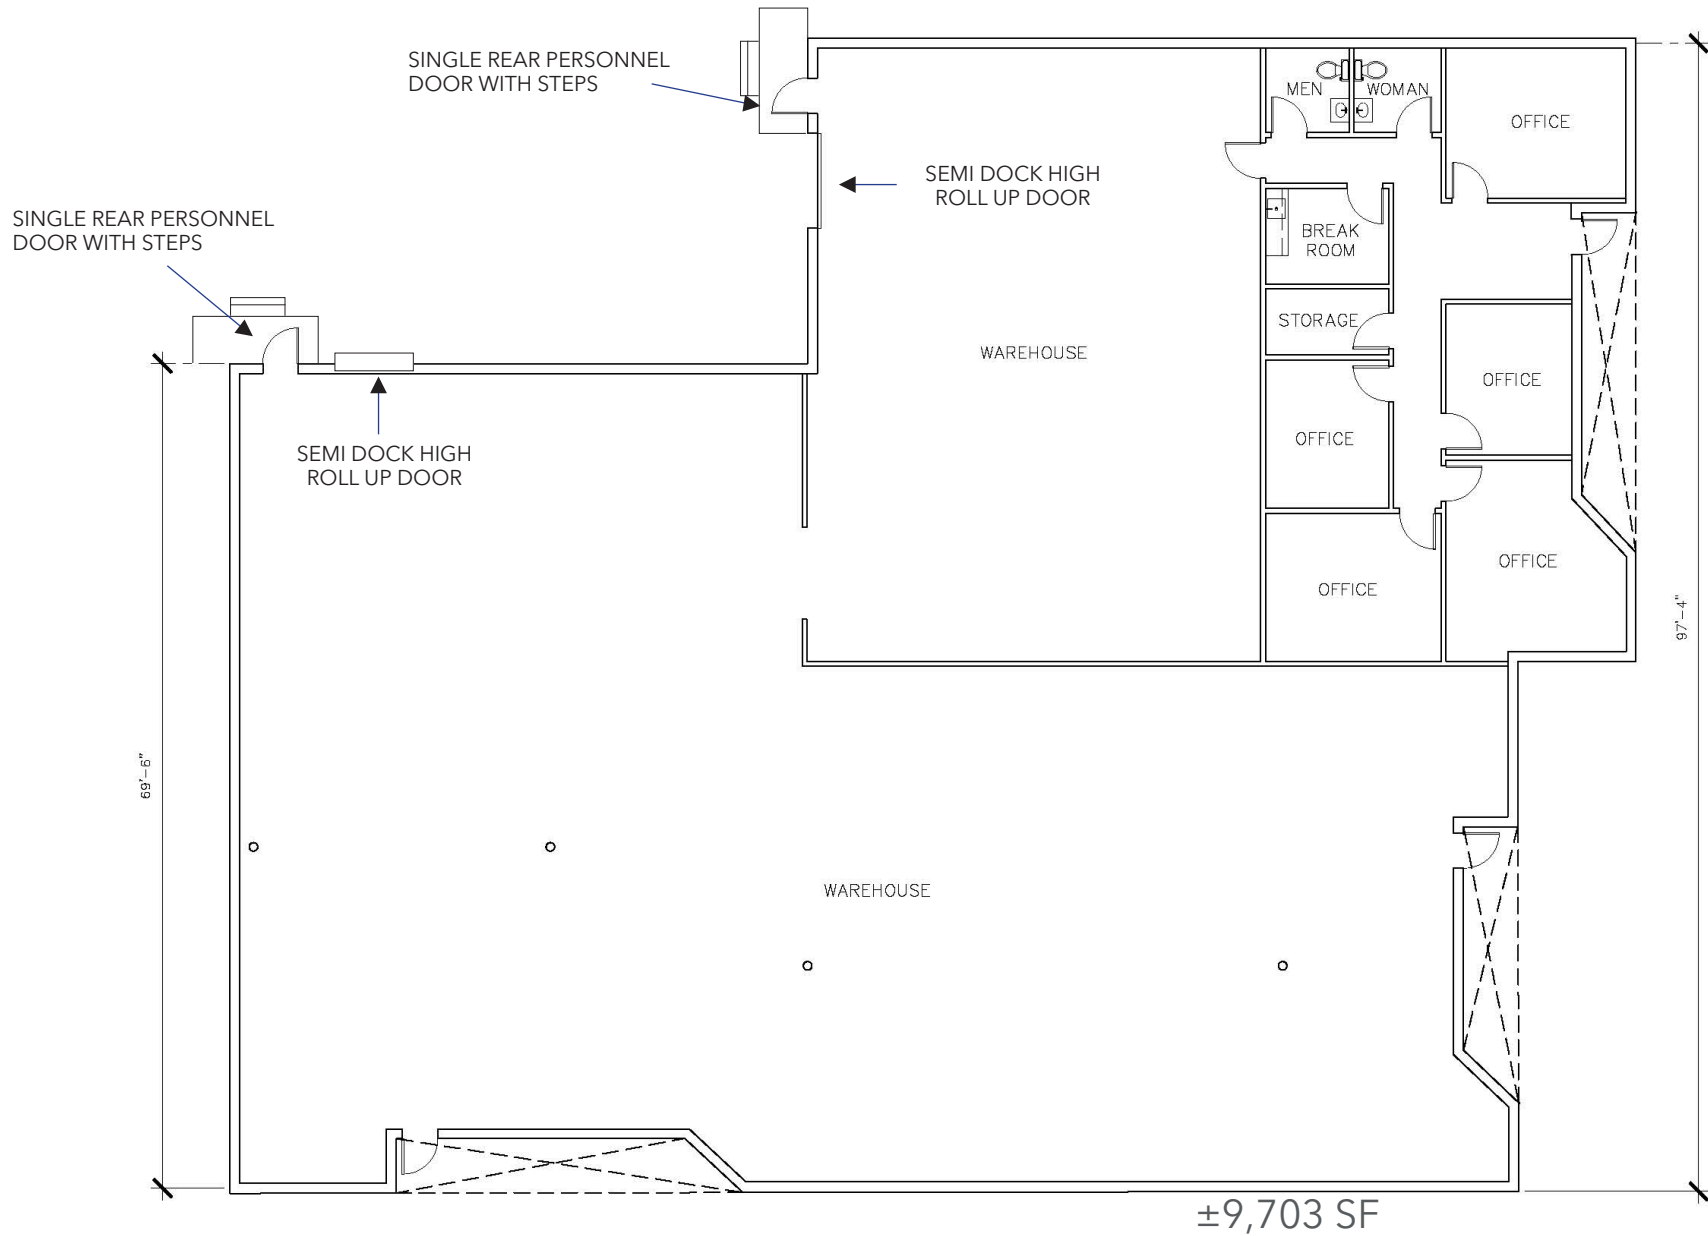 SINGLE REAR PERSONNEL
DOOR WITH STEPS
MEN
WOMAN
OFFICE
SEMI DOCK HIGH
ROLL UP DOOR
SINGLE REAR PERSONNEL
DOOR WITH STEPS
BREAK
ROOM
STORAGE
WAREHOUSE
OFFICE
OFFICE
SEMI DOCK HIGH
ROLL UP DOOR
OFFICE
OFFICE
97'-4"
69'-6"
WAREHOUSE
±9,703 SF